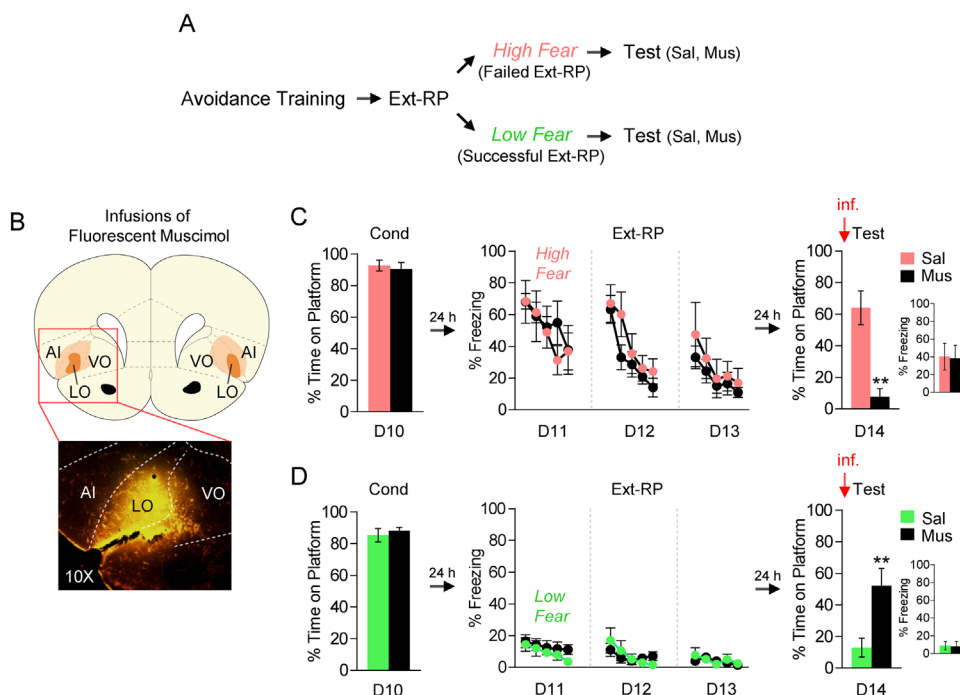 A
High Fear
(Failed Ext-RP)
Test (Sal, Mus)
Avoidance Training
Ext-RP
Low Fear
(Successful Ext-RP)
Test (Sal, Mus)
B
Infusions of
Fluorescent Muscimol
AI
VO
LO
VO
AI
LO
AI
LO
VO
10X
C
Cond
% Time on Platform
100
80
60
40
20
0
D10
24 h
Ext-RP
High
Fear
% Freezing
100
80
60
40
20
0
D11
D12
D13
24 h
inf.
Test
Sal
Mus
% Time on Platform
100
80
60
40
20
0
**
D14
% Freezing
100
80
60
40
20
0
D
Cond
% Time on Platform
100
80
60
40
20
0
D10
24 h
Ext-RP
Low
Fear
% Freezing
100
80
60
40
20
0
D11
D12
D13
24 h
inf.
Test
Sal
Mus
% Time on Platform
100
80
60
40
20
0
**
D14
% Freezing
100
80
60
40
20
0